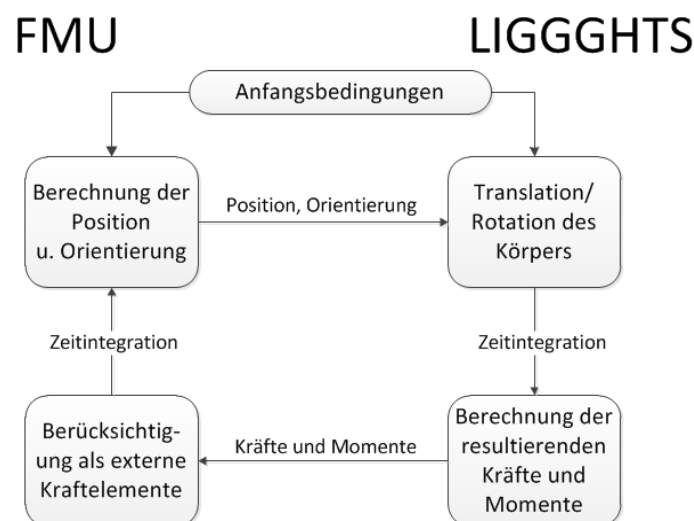 FMU
LIGGGHTS
Anfangsbedingungen
Berechnung der
Position
u. Orientierung
Position, Orientierung
Translation/
Rotation des
Körpers
Zeitintegration
Zeitintegration
Berücksichtig-
ung als externe
Kraftelemente
Kräfte und Momente
Berechnung der
resultierenden
Kräfte und
Momente